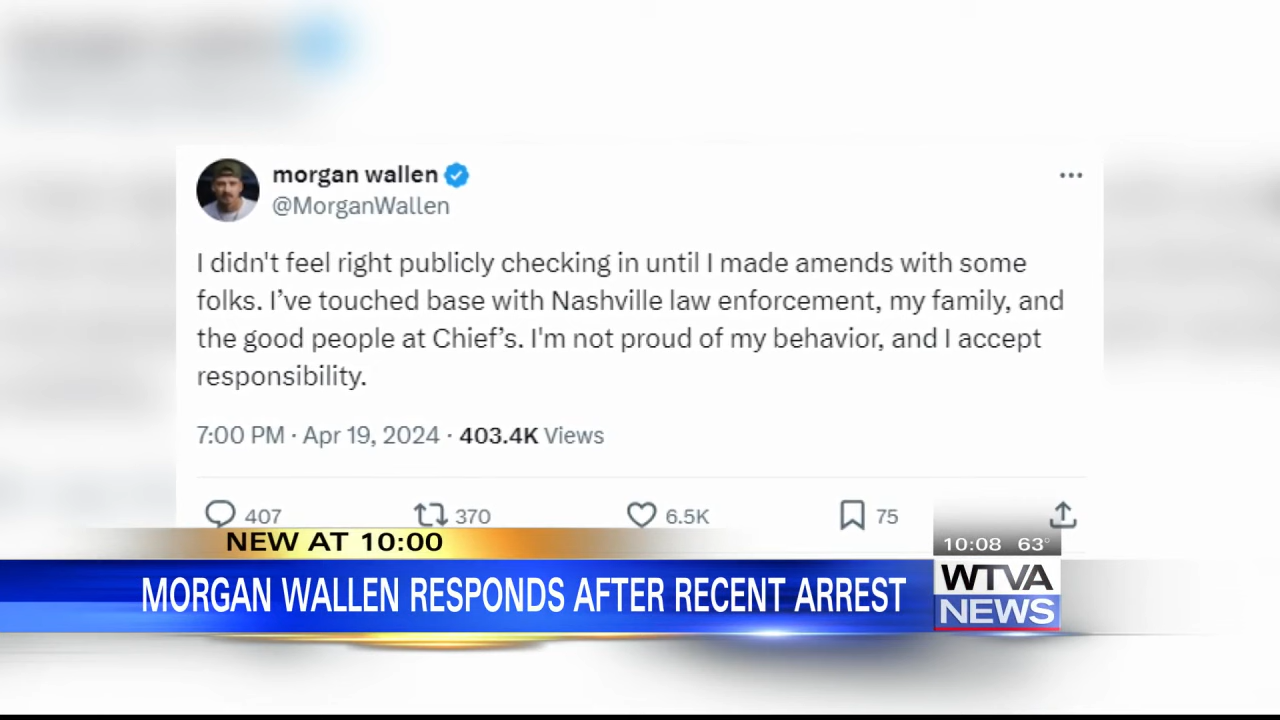 morgan wallen
@MorganWallen
I didn't feel right publicly checking in until I made amends with some
folks. I’ve touched base with Nashville law enforcement, my family, and
the good people at Chief’s. I'm not proud of my behavior, and I accept
responsibility.
7:00 PM · Apr 19, 2024 · 403.4K Views
407 370 6.5K 75
NEW AT 10:00
10:08 63°
MORGAN WALLEN RESPONDS AFTER RECENT ARREST
WTVA
NEWS